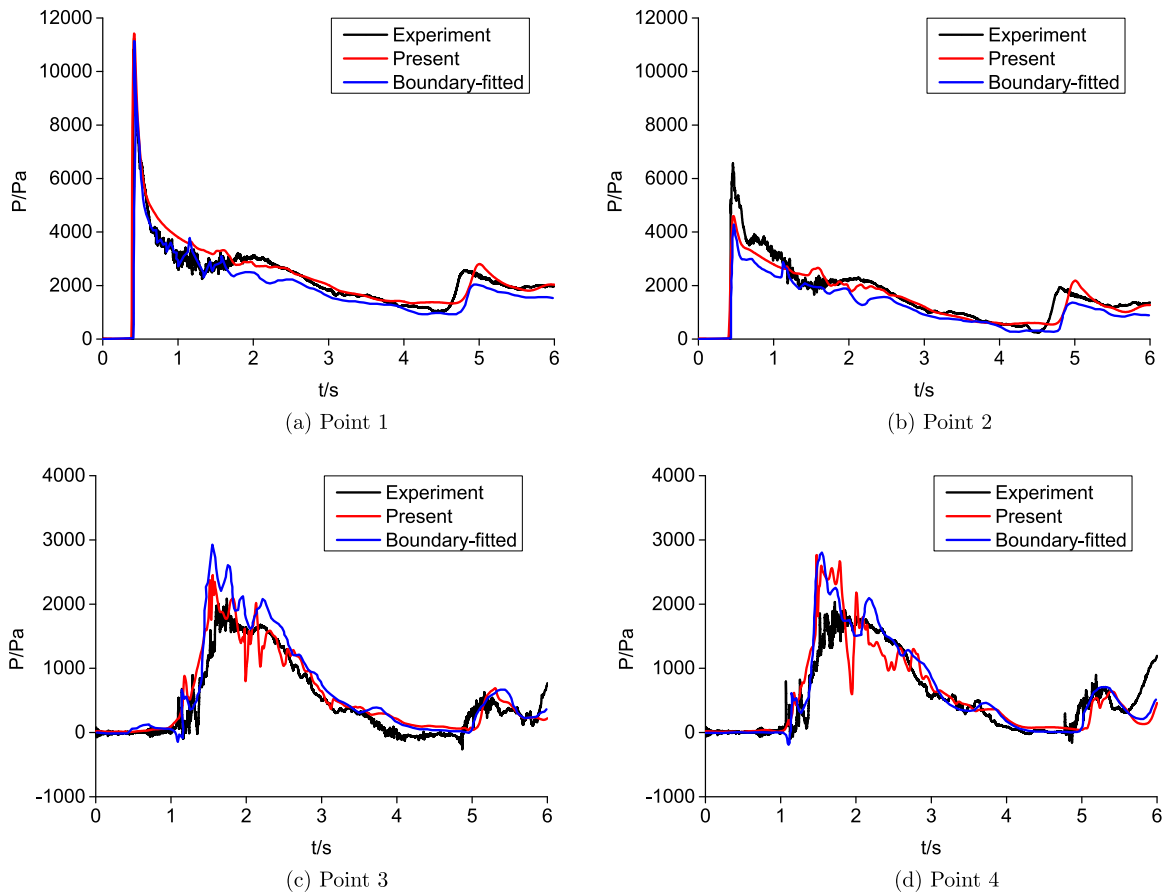 12000
10000
8000
6000
4000
2000
0
P/Pa
Experiment
Present
Boundary-fitted
0 1 2 3 4 5 6
t/s
(a) Point 1
12000
10000
8000
6000
4000
2000
0
P/Pa
Experiment
Present
Boundary-fitted
0 1 2 3 4 5 6
t/s
(b) Point 2
4000
3000
2000
1000
0
-1000
P/Pa
Experiment
Present
Boundary-fitted
0 1 2 3 4 5 6
t/s
(c) Point 3
4000
3000
2000
1000
0
-1000
P/Pa
Experiment
Present
Boundary-fitted
0 1 2 3 4 5 6
t/s
(d) Point 4